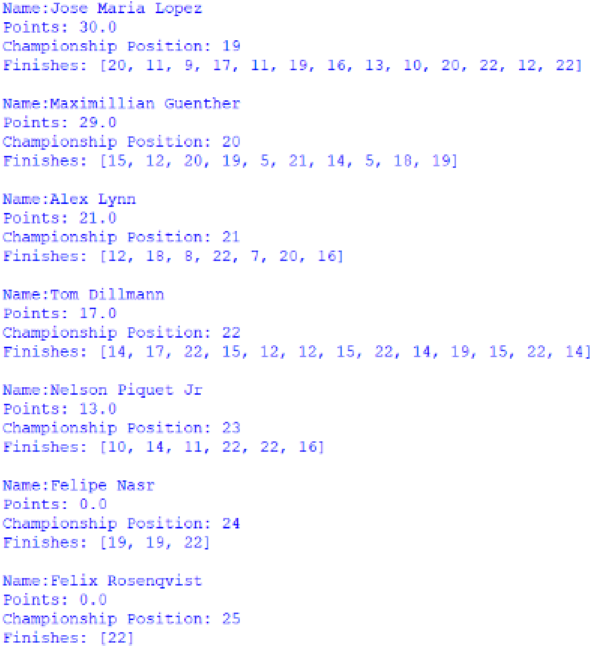 Name:Jose Maria Lopez
Points: 30.0
Championship Position: 19
Finishes: [20, 11, 9, 17, 11, 19, 16, 13, 10, 20, 22, 12, 22]
Name:Maximillian Guenther
Points: 29.0
Championship Position: 20
Finishes: [15, 12, 20, 19, 5, 21, 14, 5, 18, 19]
Name:Alex Lynn
Points: 21.0
Championship Position: 21
Finishes: [12, 18, 8, 22, 7, 20, 16]
Name:Tom Dillmann
Points: 17.0
Championship Position: 22
Finishes: [14, 17, 22, 15, 12, 12, 15, 22, 14, 19, 15, 22, 14]
Name:Nelson Piquet Jr
Points: 13.0
Championship Position: 23
Finishes: [10, 14, 11, 22, 22, 16]
Name:Felipe Nasr
Points: 0.0
Championship Position: 24
Finishes: [19, 19, 22]
Name:Felix Rosenqvist
Points: 0.0
Championship Position: 25
Finishes: [22]